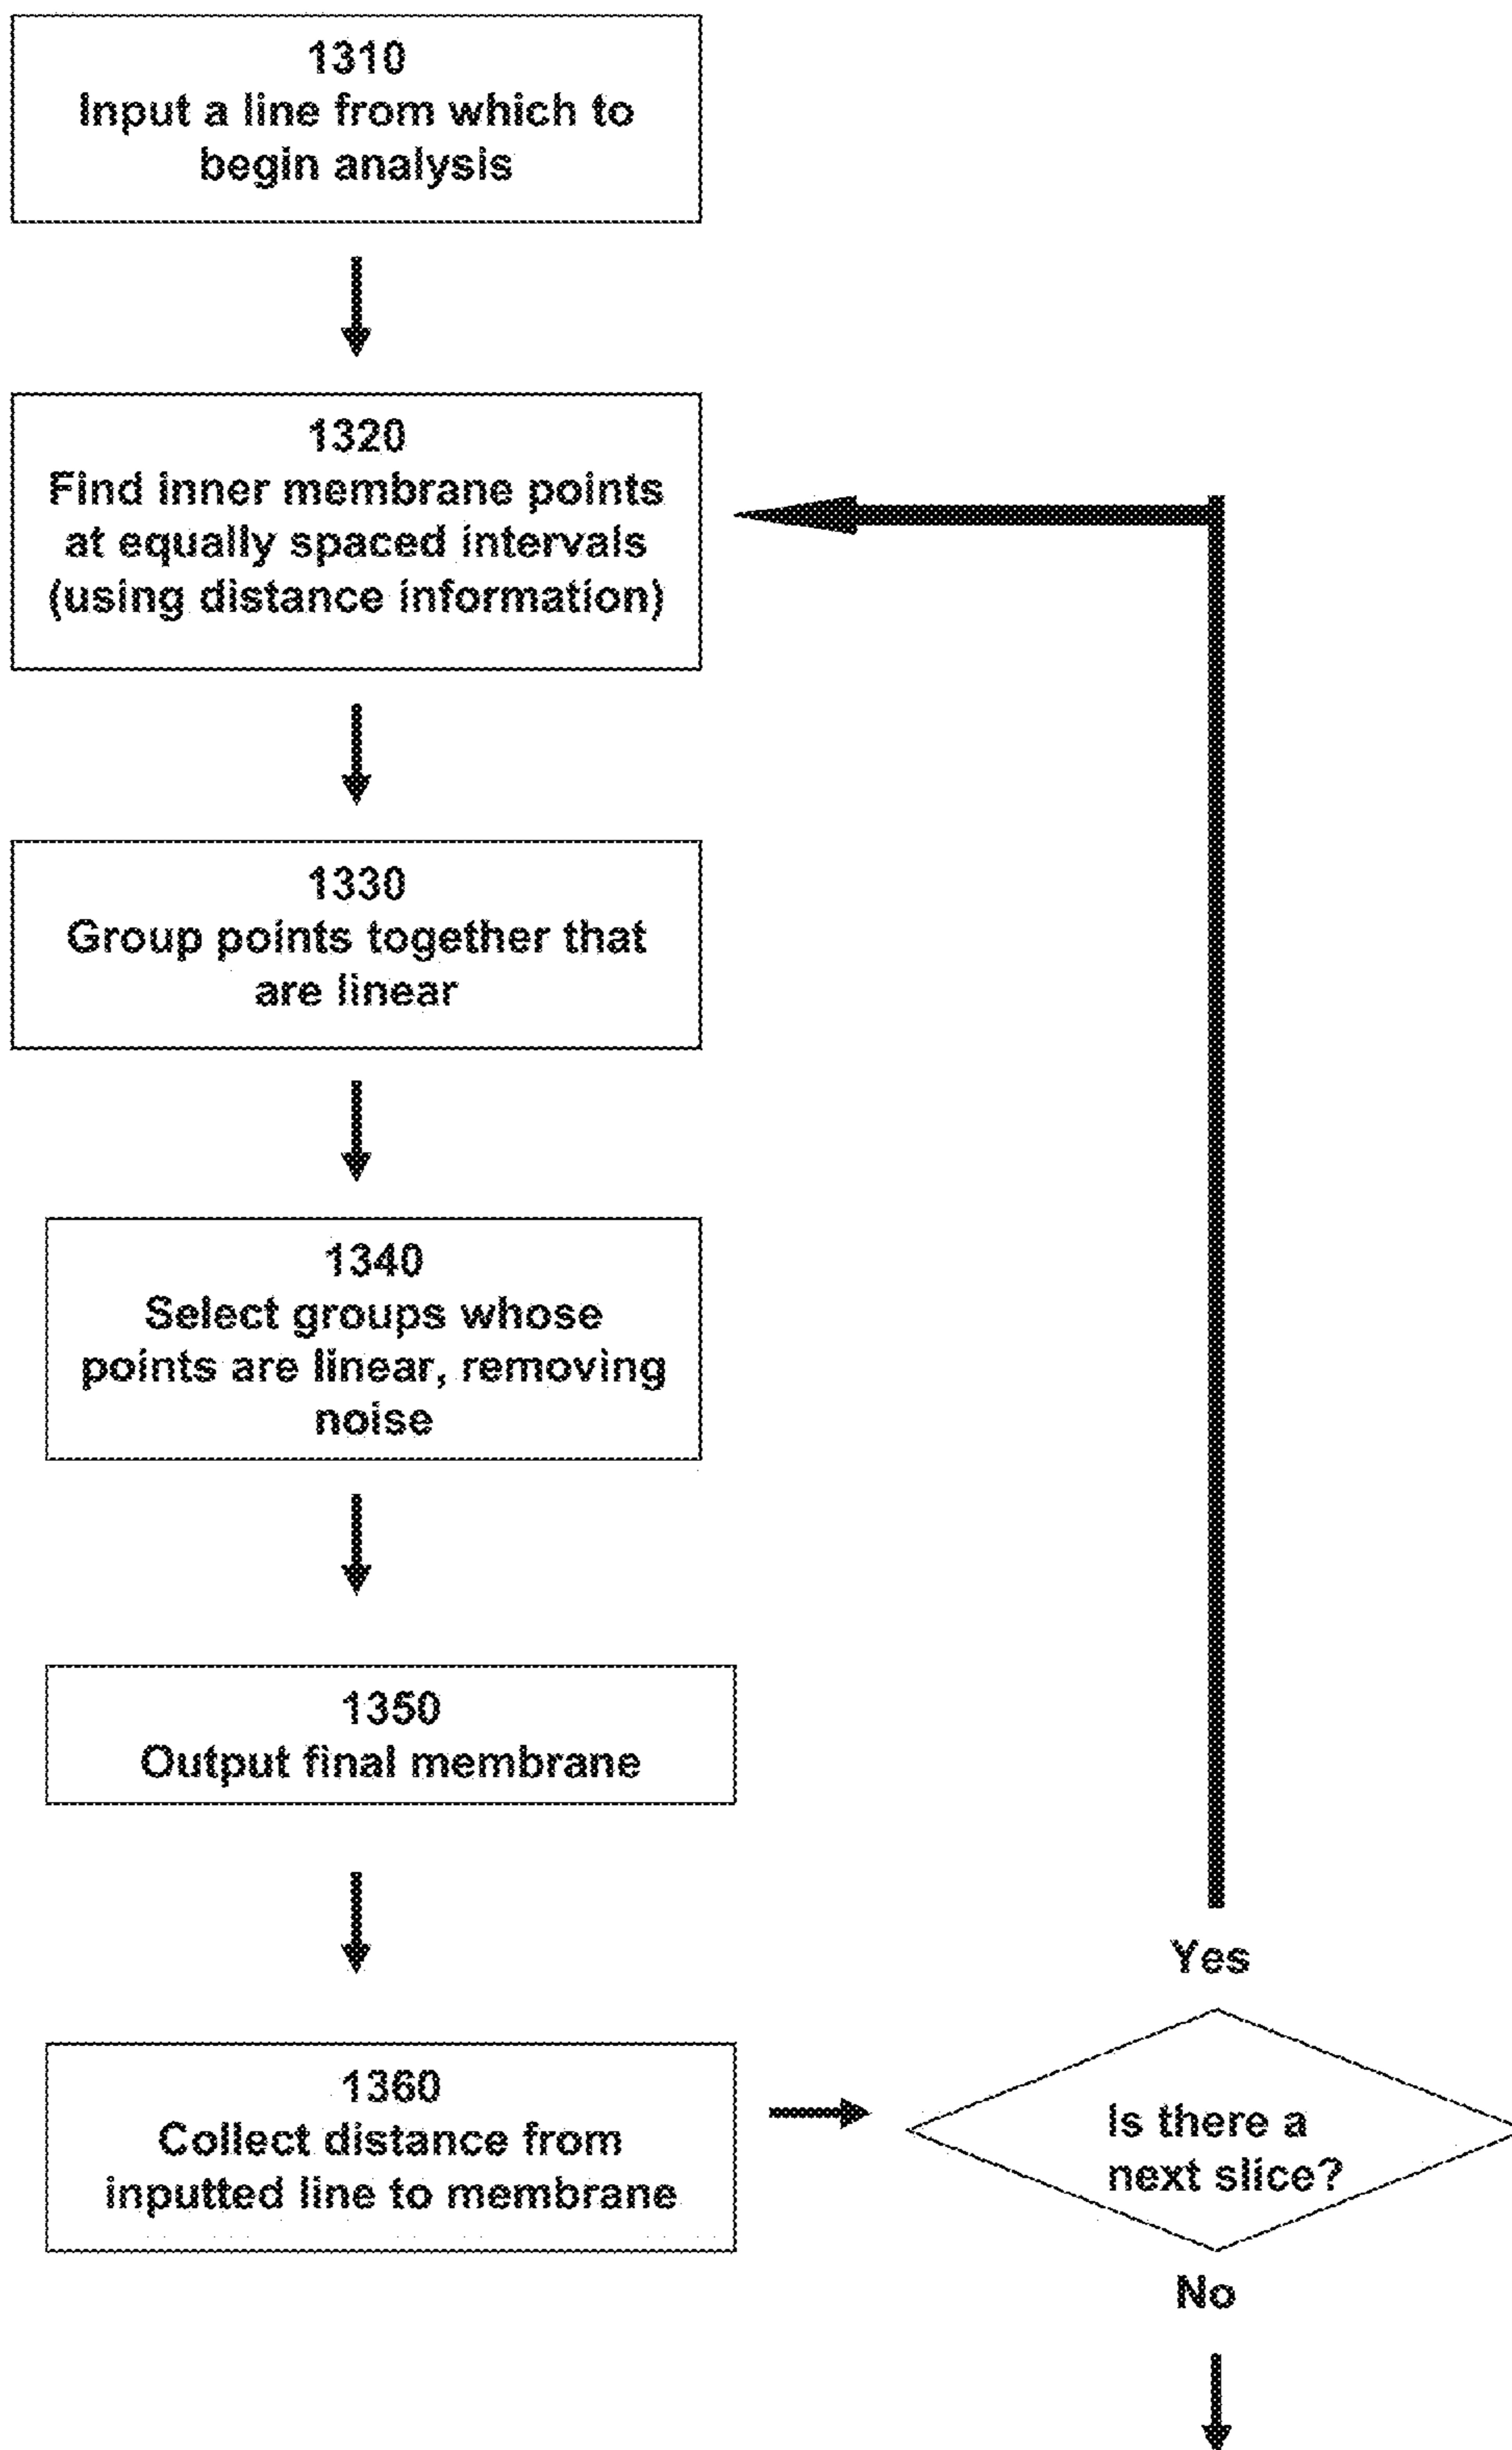 1310
Input a line from which to
begin analysis
1320
Find inner membrane points
at equally spaced intervals
(using distance information)
1330
Group points together that
are linear
1340
Select groups whose
points are linear, removing
noise
1350
Output final membrane
1360
Collect distance from
inputted line to membrane
Yes
Is there a
next slice?
No